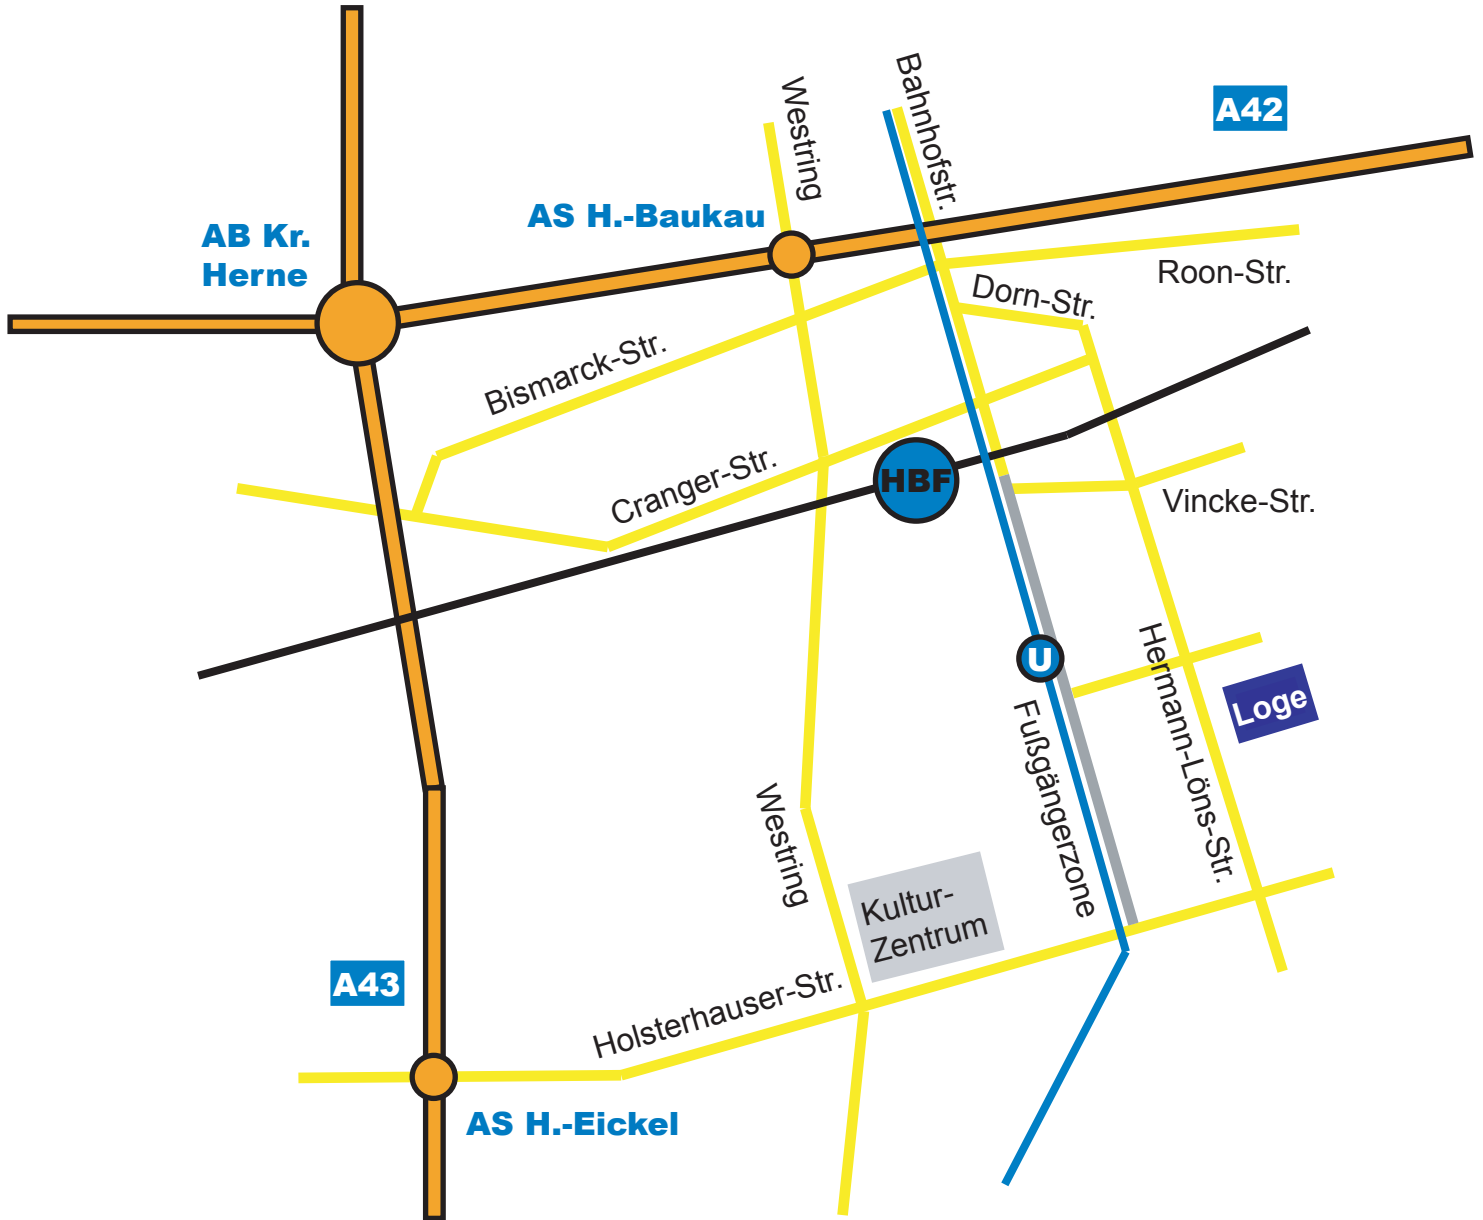 Bahnhofstr.
Westring
A42
AS H.-Baukau
AB Kr.
Herne
Roon-Str.
Dorn-Str.
Bismarck-Str.
Cranger-Str.
HBF
Vincke-Str.
U
Hermann-Löns-Str.
Loge
Fußgängerzone
Westring
Kultur-
Zentrum
A43
Holsterhauser-Str.
AS H.-Eickel